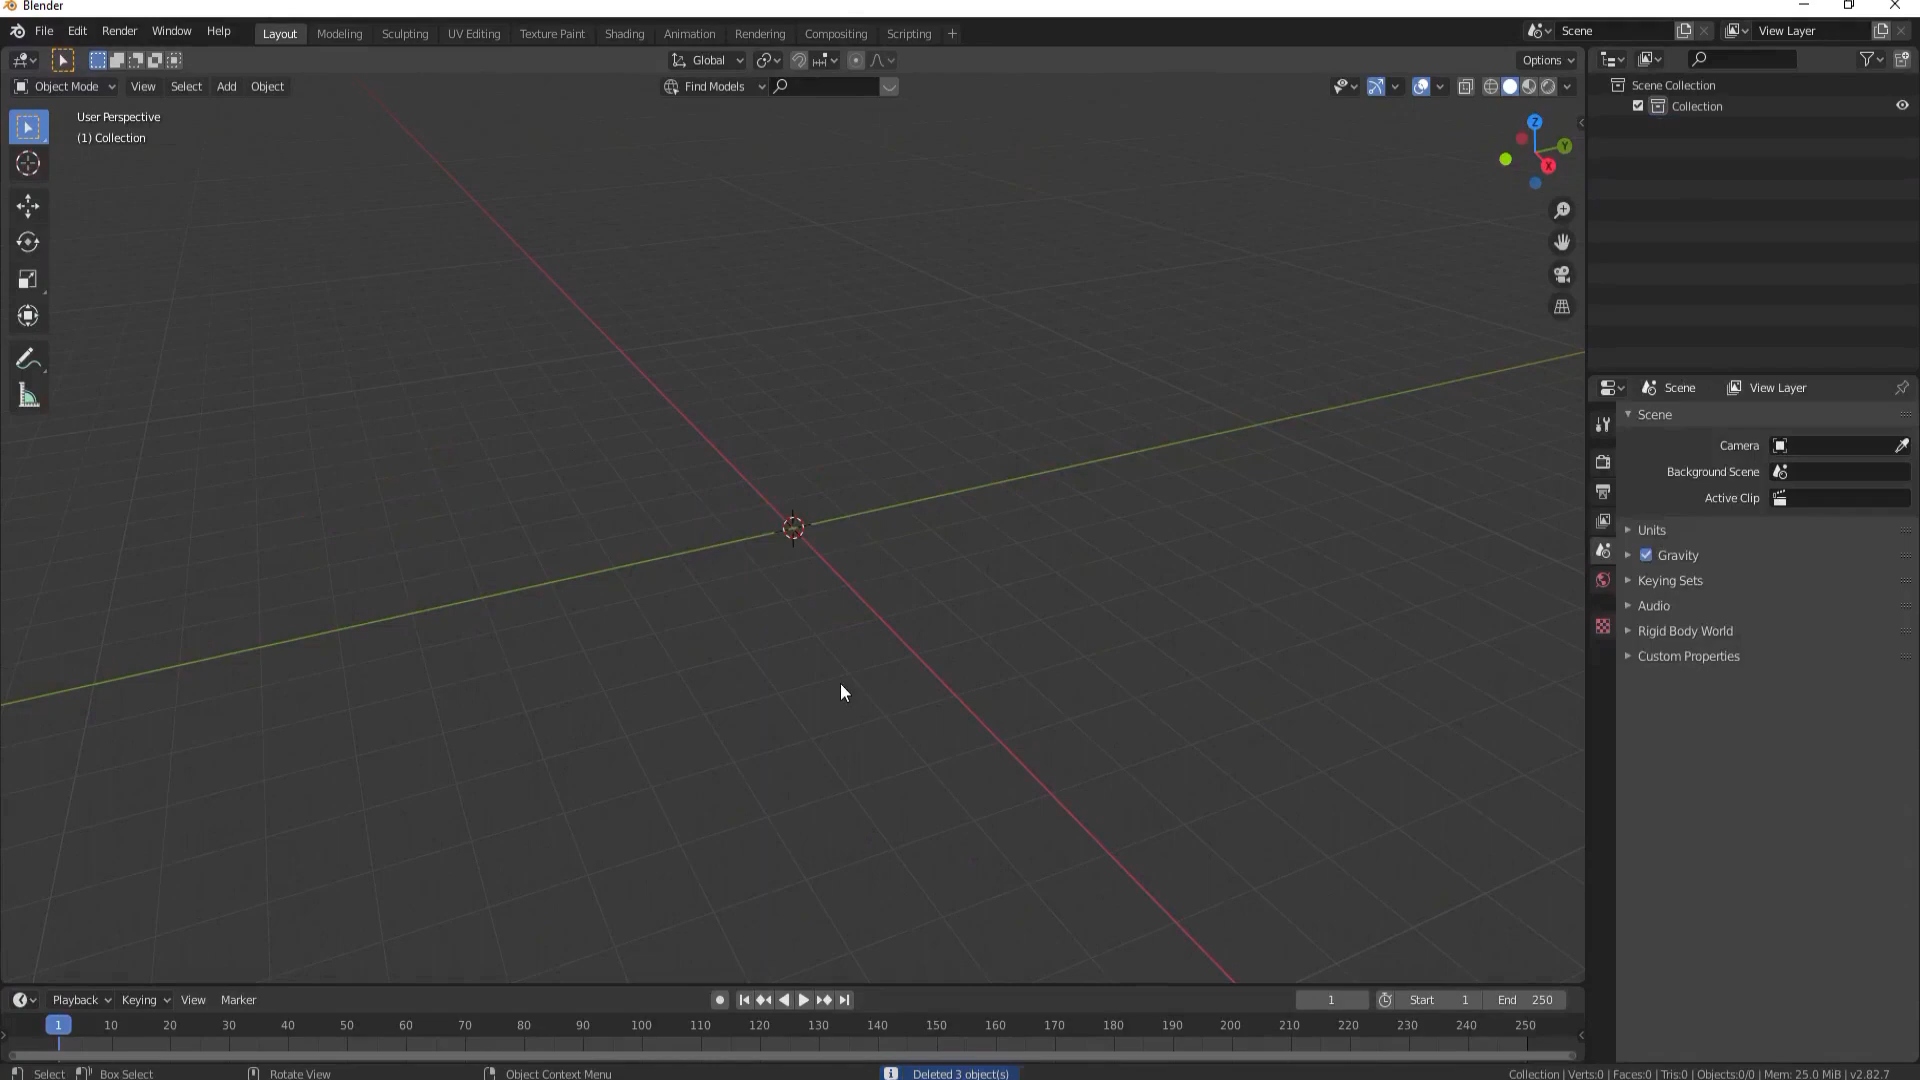 Blender
File Edit Render Window Help Layout Modeling Sculpting UV Editing Texture Paint Shading Animation Rendering Compositing Scripting + Scene View Layer
Global Options
Object Mode View Select Add Object Find Models
User Perspective
(1) Collection
Z
Y
X
Scene Collection
Collection
Scene View Layer
Scene
Camera
Background Scene
Active Clip
Units
Gravity
Keying Sets
Audio
Rigid Body World
Custom Properties
Playback Keying View Marker 1 Start 1 End 250
1 10 20 30 40 50 60 70 80 90 100 110 120 130 140 150 160 170 180 190 200 210 220 230 240 250
Select Box Select Rotate View Object Context Menu Deleted 3 object(s) Collection | Verts:0 | Faces:0 | Tris:0 | Objects:0/0 | Mem: 25.0 MiB | v2.82.7